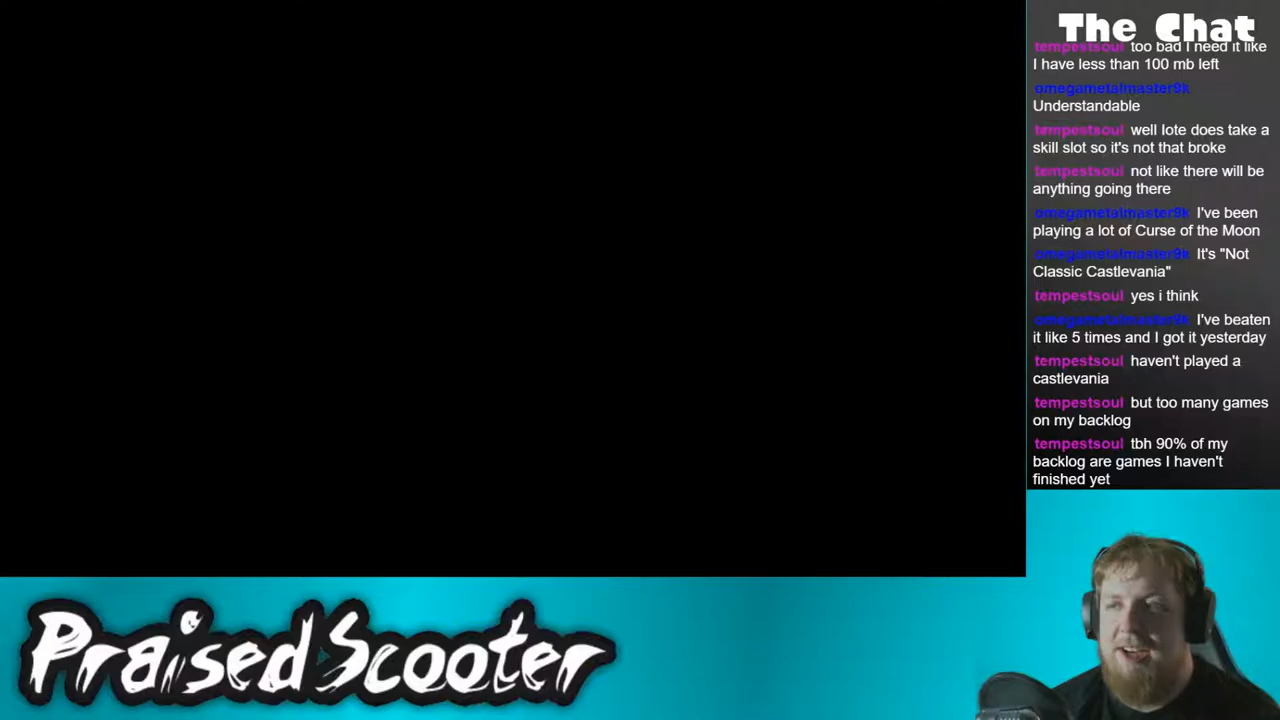 The Chat
tempestsoul too bad I need it like
I have less than 100 mb left
omegametalmaster9k
Understandable
tempestsoul well lote does take a
skill slot so it's not that broke
tempestsoul not like there will be
anything going there
omegametalmaster9k I've been
playing a lot of Curse of the Moon
omegametalmaster9k It's "Not
Classic Castlevania"
tempestsoul yes i think
omegametalmaster9k I've beaten
it like 5 times and I got it yesterday
tempestsoul haven't played a
castlevania
tempestsoul but too many games
on my backlog
tempestsoul tbh 90% of my
backlog are games I haven't
finished yet
PraisedScooter